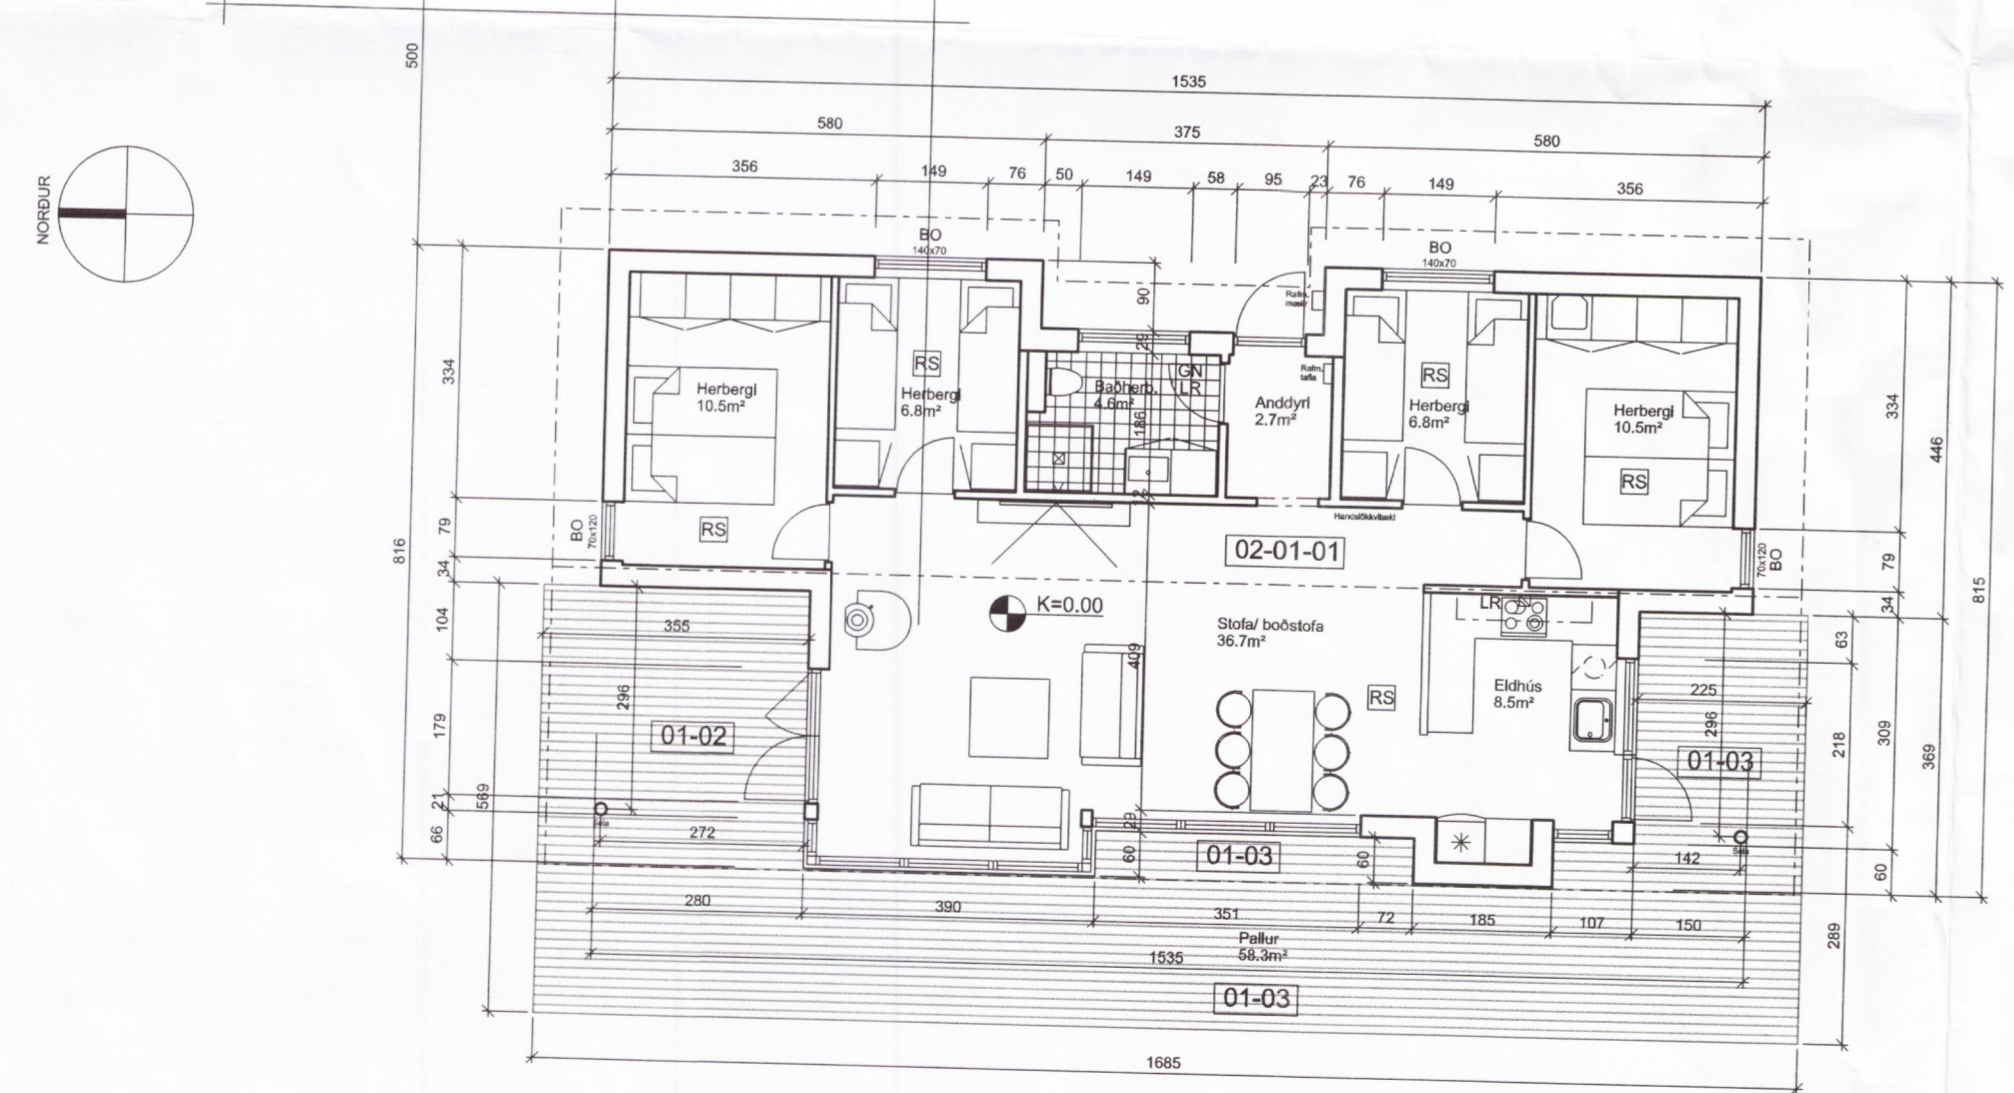 500
1535
580
375
580
356
149
76
50
149
58
95
23
76
149
356
NORÐUR
BO
140x70
BO
140x70
90
29
Rafm.
mælir
334
Herbergi
10.5m²
RS
Herbergi
6.8m²
Baðherb.
4.6m²
GN
LR
186
Rafm.
tafla
Anddyri
2.7m²
RS
Herbergi
6.8m²
Herbergi
10.5m²
RS
334
446
12
Handslökkvitæki
BO
70x120
RS
79
816
34
02-01-01
70x120
BO
79
34
815
K=0.00
LR
104
355
Stofa/ boðstofa
36.7m²
409
63
296
RS
Eldhús
8.5m²
225
296
179
01-02
01-03
218
309
369
21
569
66
272
29
60
01-03
60
142
60
280
390
351
72
185
107
150
289
Pallur
58.3m²
1535
01-03
1685